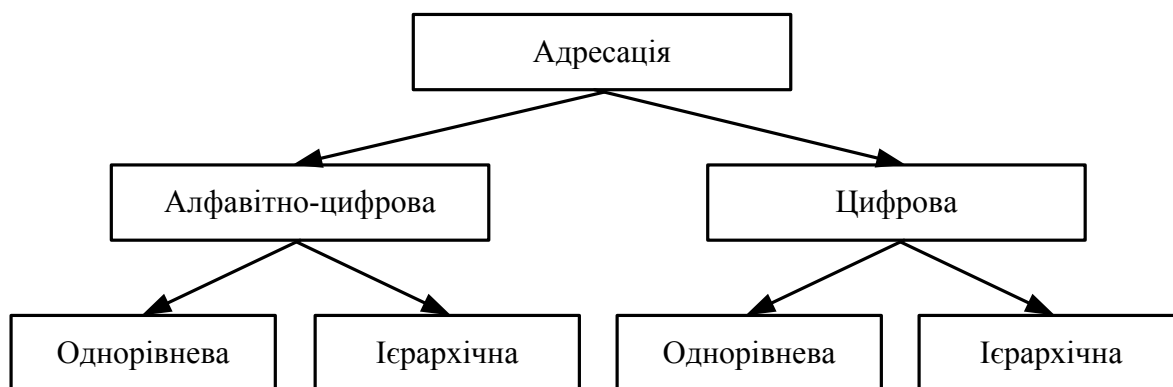 Адресація
Алфавітно-цифрова
Цифрова
Однорівнева
Ієрархічна
Однорівнева
Ієрархічна